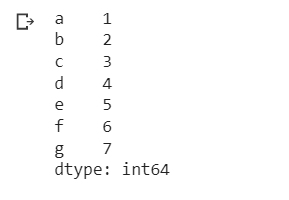 a    1
b    2
c    3
d    4
e    5
f    6
g    7
dtype: int64